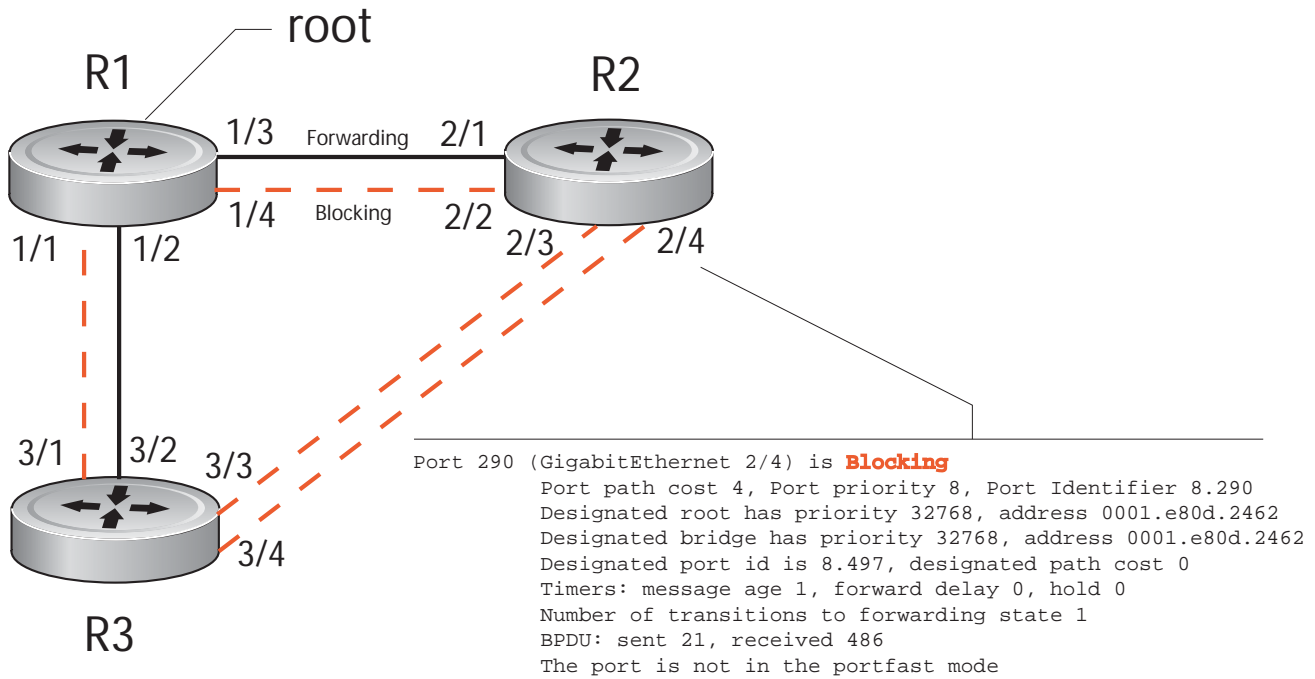 root
R1
R2
1/3
Forwarding
2/1
1/4
Blocking
2/2
1/1
1/2
2/3
2/4
3/1
3/2
3/3
3/4
R3
Port 290 (GigabitEthernet 2/4) is Blocking
Port path cost 4, Port priority 8, Port Identifier 8.290
Designated root has priority 32768, address 0001.e80d.2462
Designated bridge has priority 32768, address 0001.e80d.2462
Designated port id is 8.497, designated path cost 0
Timers: message age 1, forward delay 0, hold 0
Number of transitions to forwarding state 1
BPDU: sent 21, received 486
The port is not in the portfast mode